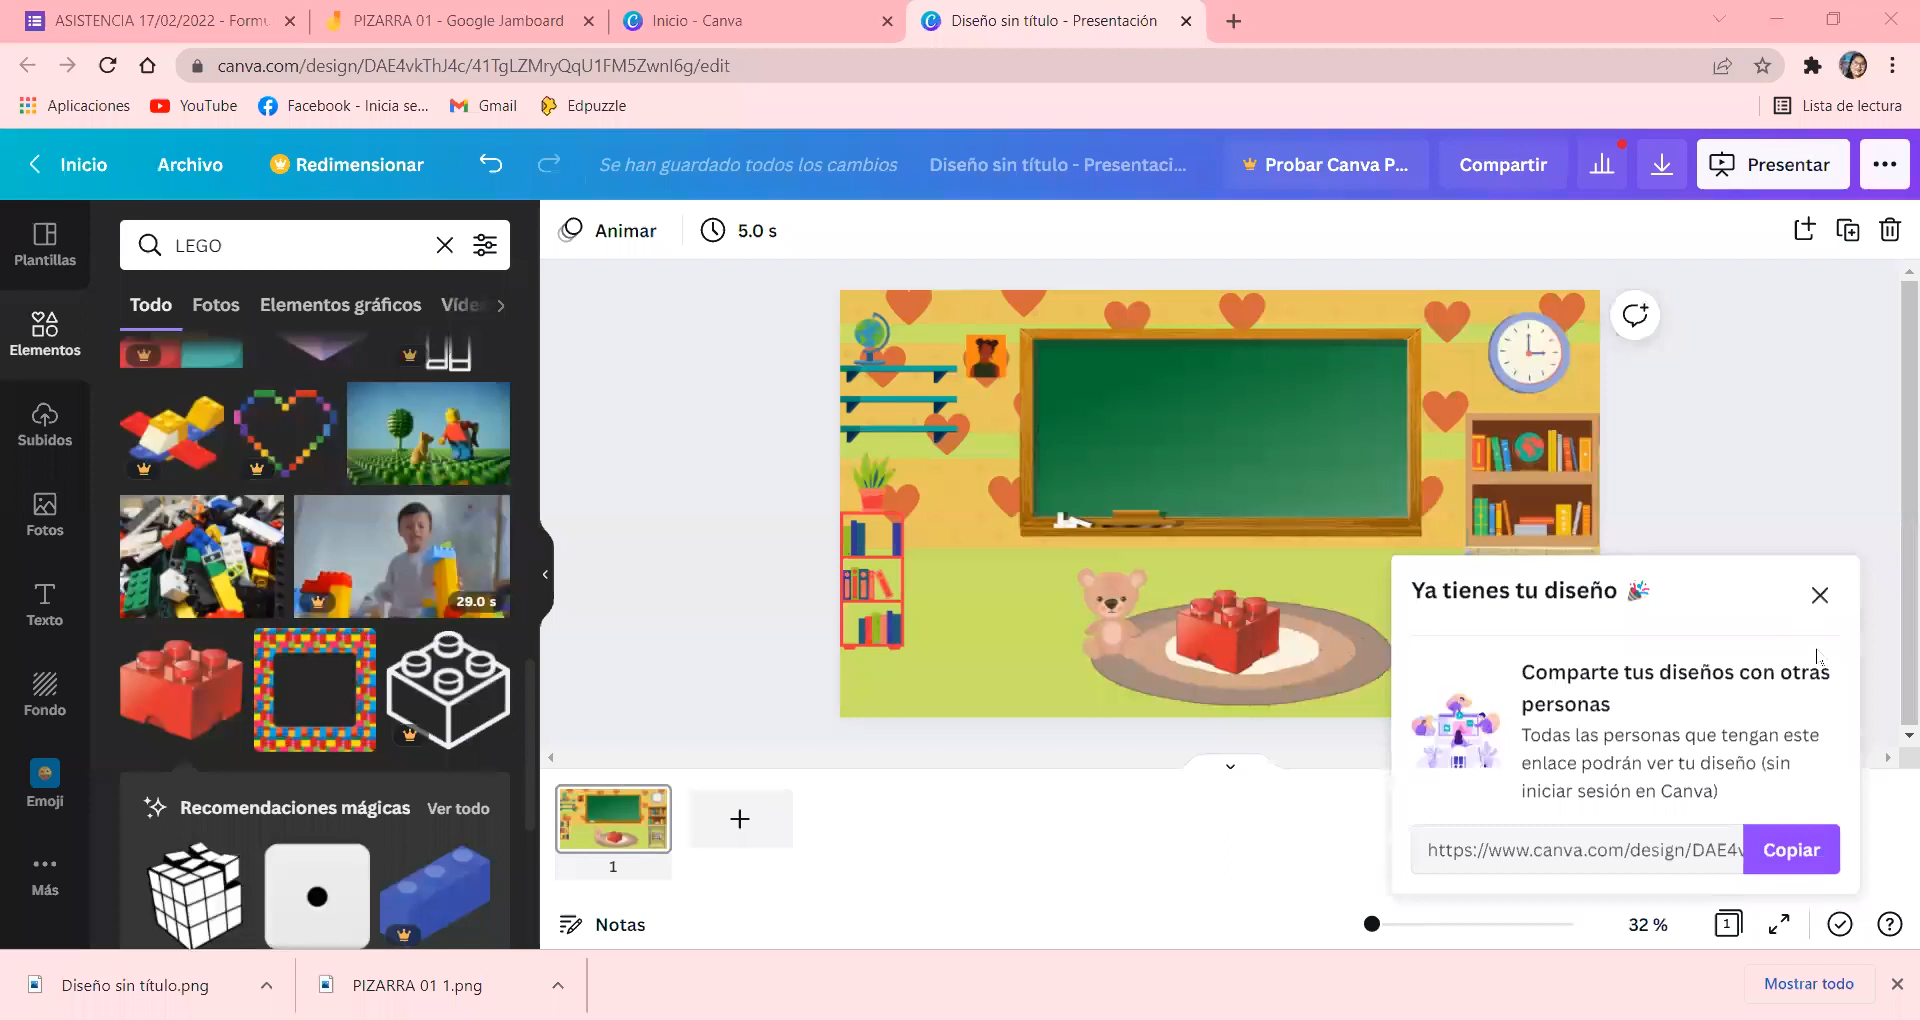 ASISTENCIA 17/02/2022 - Formu
PIZARRA 01 - Google Jamboard
Inicio - Canva
Diseño sin título - Presentación
canva.com/design/DAE4vkThJ4c/41TgLZMryQqU1FM5Zwnl6g/edit
Aplicaciones
YouTube
Facebook - Inicia se...
Gmail
Edpuzzle
Lista de lectura
Inicio
Archivo
Redimensionar
Se han guardado todos los cambios
Diseño sin título - Presentaci...
Probar Canva P...
Compartir
Presentar
Plantillas
Elementos
Subidos
Fotos
Texto
Fondo
Emoji
Más
LEGO
Todo
Fotos
Elementos gráficos
Víde
29.0 s
Recomendaciones mágicas
Ver todo
Animar
5.0 s
Ya tienes tu diseño
Comparte tus diseños con otras
personas
Todas las personas que tengan este
enlace podrán ver tu diseño (sin
iniciar sesión en Canva)
https://www.canva.com/design/DAE4v
Copiar
1
Notas
32 %
1
Diseño sin título.png
PIZARRA 01 1.png
Mostrar todo